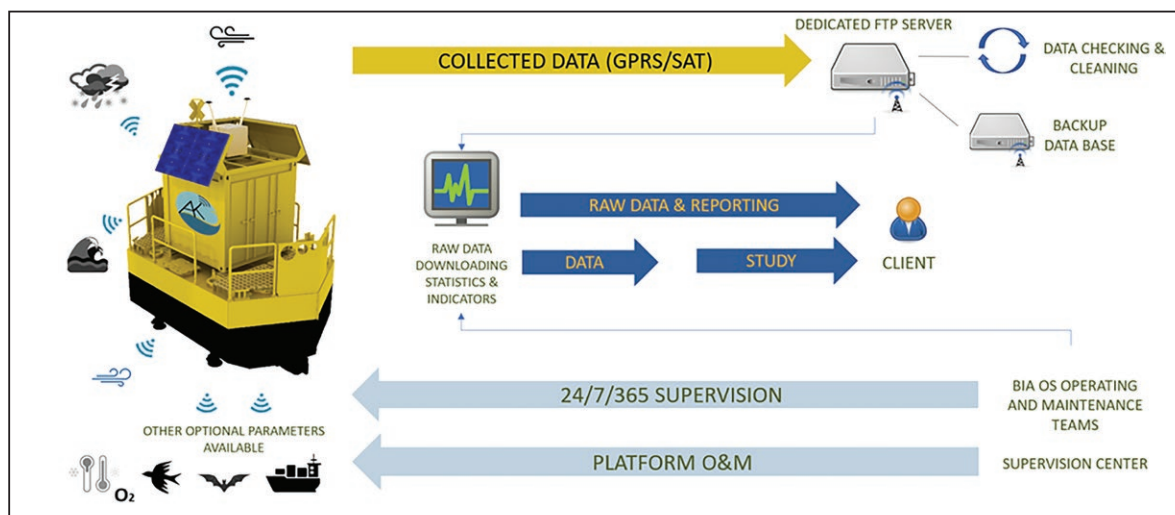 DEDICATED FTP SERVER
COLLECTED DATA (GPRS/SAT)
DATA CHECKING &
CLEANING
BACKUP
DATA BASE
AK
RAW DATA & REPORTING
RAW DATA
DOWNLOADING
STATISTICS &
INDICATORS
DATA
STUDY
CLIENT
24/7/365 SUPERVISION
BIA OS OPERATING
AND MAINTENANCE
TEAMS
OTHER OPTIONAL PARAMETERS
AVAILABLE
PLATFORM O&M
SUPERVISION CENTER
O₂